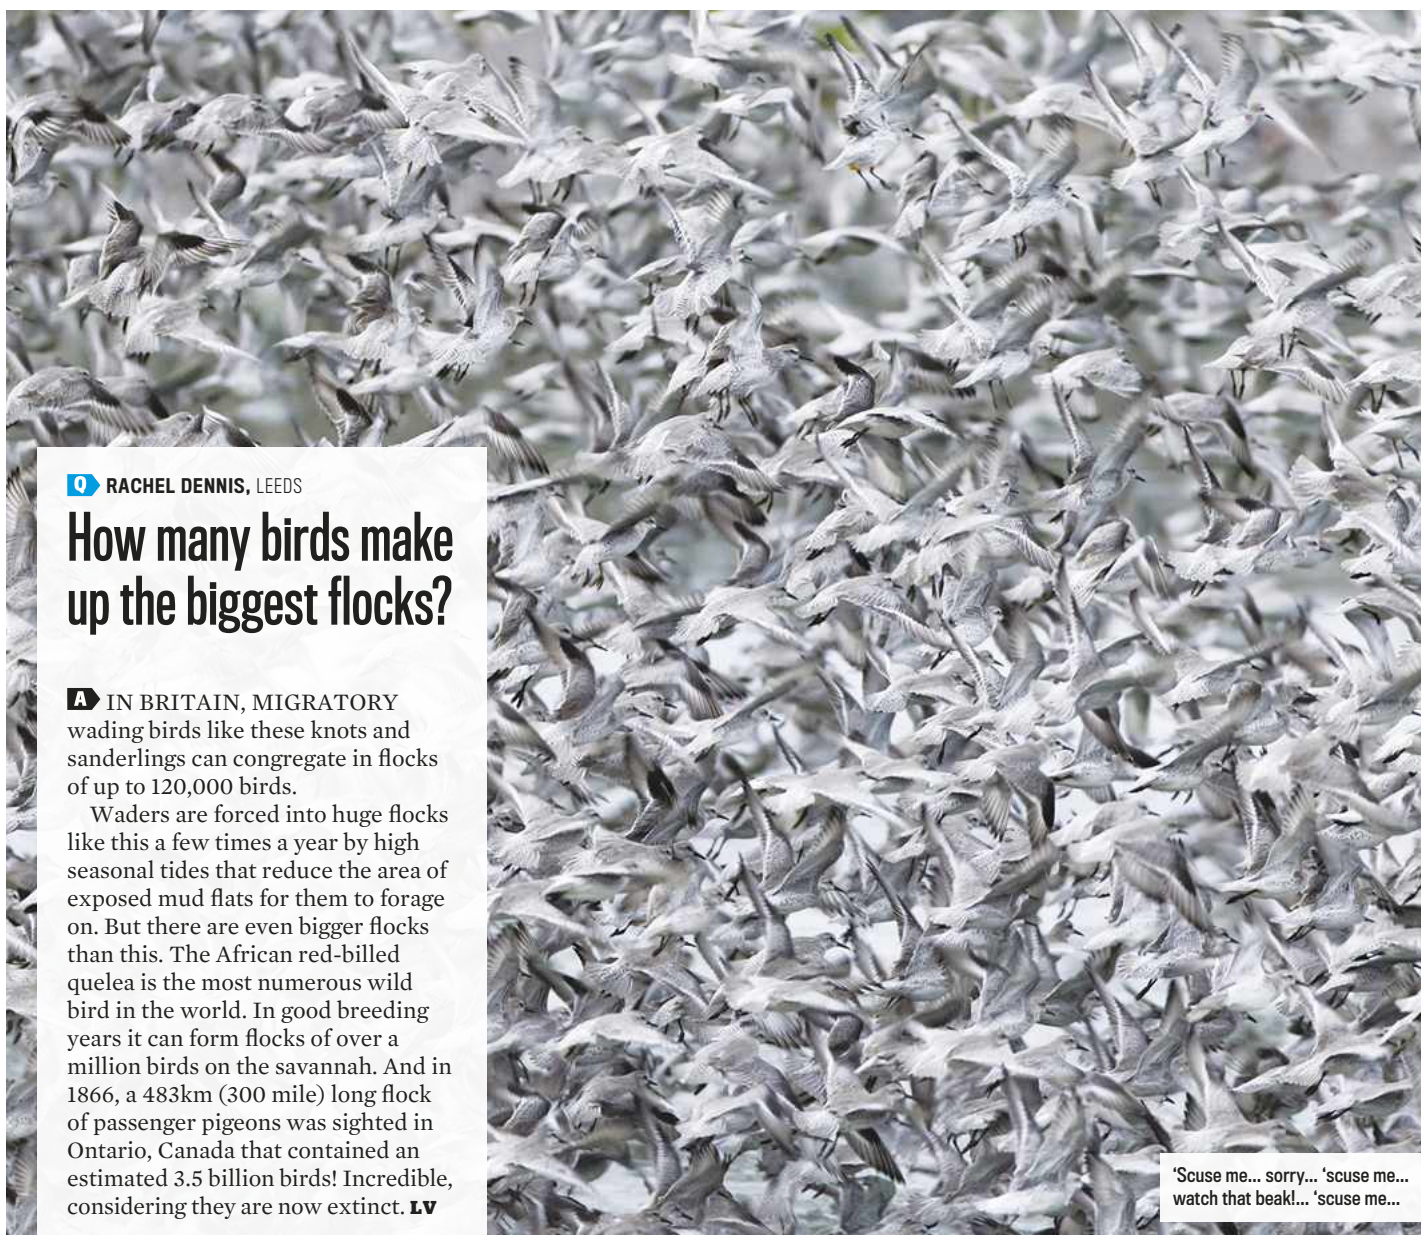 Q RACHEL DENNIS, LEEDS
How many birds make
up the biggest flocks?
A IN BRITAIN, MIGRATORY
wading birds like these knots and
sanderlings can congregate in flocks
of up to 120,000 birds.
Waders are forced into huge flocks
like this a few times a year by high
seasonal tides that reduce the area of
exposed mud flats for them to forage
on. But there are even bigger flocks
than this. The African red-billed
quelea is the most numerous wild
bird in the world. In good breeding
years it can form flocks of over a
million birds on the savannah. And in
1866, a 483km (300 mile) long flock
of passenger pigeons was sighted in
Ontario, Canada that contained an
estimated 3.5 billion birds! Incredible,
considering they are now extinct. LV
‘Scuse me... sorry... ‘scuse me...
watch that beak!... ‘scuse me...